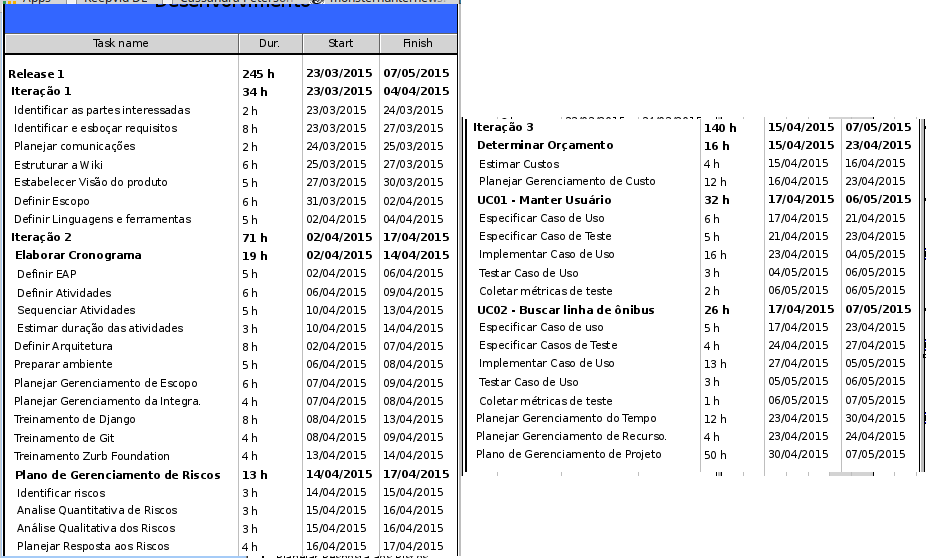 Apps Recpvid DL Cassandra Peterson
Desenvolvimento
Task name Dur. Start Finish
Release 1 245 h 23/03/2015 07/05/2015
Iteração 1 34 h 23/03/2015 04/04/2015
Identificar as partes interessadas 2 h 23/03/2015 24/03/2015
Identificar e esboçar requisitos 8 h 23/03/2015 27/03/2015
Planejar comunicações 2 h 24/03/2015 25/03/2015
Estruturar a Wiki 6 h 25/03/2015 27/03/2015
Estabelecer Visão do produto 5 h 27/03/2015 30/03/2015
Definir Escopo 6 h 31/03/2015 02/04/2015
Definir Linguagens e ferramentas 5 h 02/04/2015 04/04/2015
Iteração 2 71 h 02/04/2015 17/04/2015
Elaborar Cronograma 19 h 02/04/2015 14/04/2015
Definir EAP 5 h 02/04/2015 06/04/2015
Definir Atividades 6 h 06/04/2015 09/04/2015
Sequenciar Atividades 5 h 10/04/2015 13/04/2015
Estimar duração das atividades 3 h 10/04/2015 14/04/2015
Definir Arquitetura 8 h 02/04/2015 07/04/2015
Preparar ambiente 5 h 06/04/2015 08/04/2015
Planejar Gerenciamento de Escopo 6 h 07/04/2015 09/04/2015
Planejar Gerenciamento da Integra. 4 h 07/04/2015 08/04/2015
Treinamento de Django 8 h 08/04/2015 13/04/2015
Treinamento de Git 4 h 08/04/2015 09/04/2015
Treinamento Zurb Foundation 4 h 13/04/2015 14/04/2015
Plano de Gerenciamento de Riscos 13 h 14/04/2015 17/04/2015
Identificar riscos 3 h 14/04/2015 15/04/2015
Análise Quantitativa de Riscos 3 h 15/04/2015 16/04/2015
Análise Qualitativa dos Riscos 3 h 15/04/2015 16/04/2015
Planejar Resposta aos Riscos 4 h 16/04/2015 17/04/2015
Iteração 3 140 h 15/04/2015 07/05/2015
Determinar Orçamento 16 h 15/04/2015 23/04/2015
Estimar Custos 4 h 15/04/2015 16/04/2015
Planejar Gerenciamento de Custo 12 h 16/04/2015 23/04/2015
UC01 - Manter Usuário 32 h 17/04/2015 06/05/2015
Especificar Caso de Uso 6 h 17/04/2015 21/04/2015
Especificar Caso de Teste 5 h 21/04/2015 23/04/2015
Implementar Caso de Uso 16 h 23/04/2015 04/05/2015
Testar Caso de Uso 3 h 04/05/2015 06/05/2015
Coletar métricas de teste 2 h 06/05/2015 06/05/2015
UC02 - Buscar linha de ônibus 26 h 17/04/2015 07/05/2015
Especificar Caso de uso 5 h 17/04/2015 23/04/2015
Especificar Casos de Teste 4 h 24/04/2015 27/04/2015
Implementar Caso de Uso 13 h 27/04/2015 05/05/2015
Testar Caso de Uso 3 h 05/05/2015 06/05/2015
Coletar métricas de teste 1 h 06/05/2015 07/05/2015
Planejar Gerenciamento do Tempo 12 h 23/04/2015 30/04/2015
Planejar Gerenciamento de Recurso. 4 h 23/04/2015 24/04/2015
Plano de Gerenciamento de Projeto 50 h 30/04/2015 07/05/2015